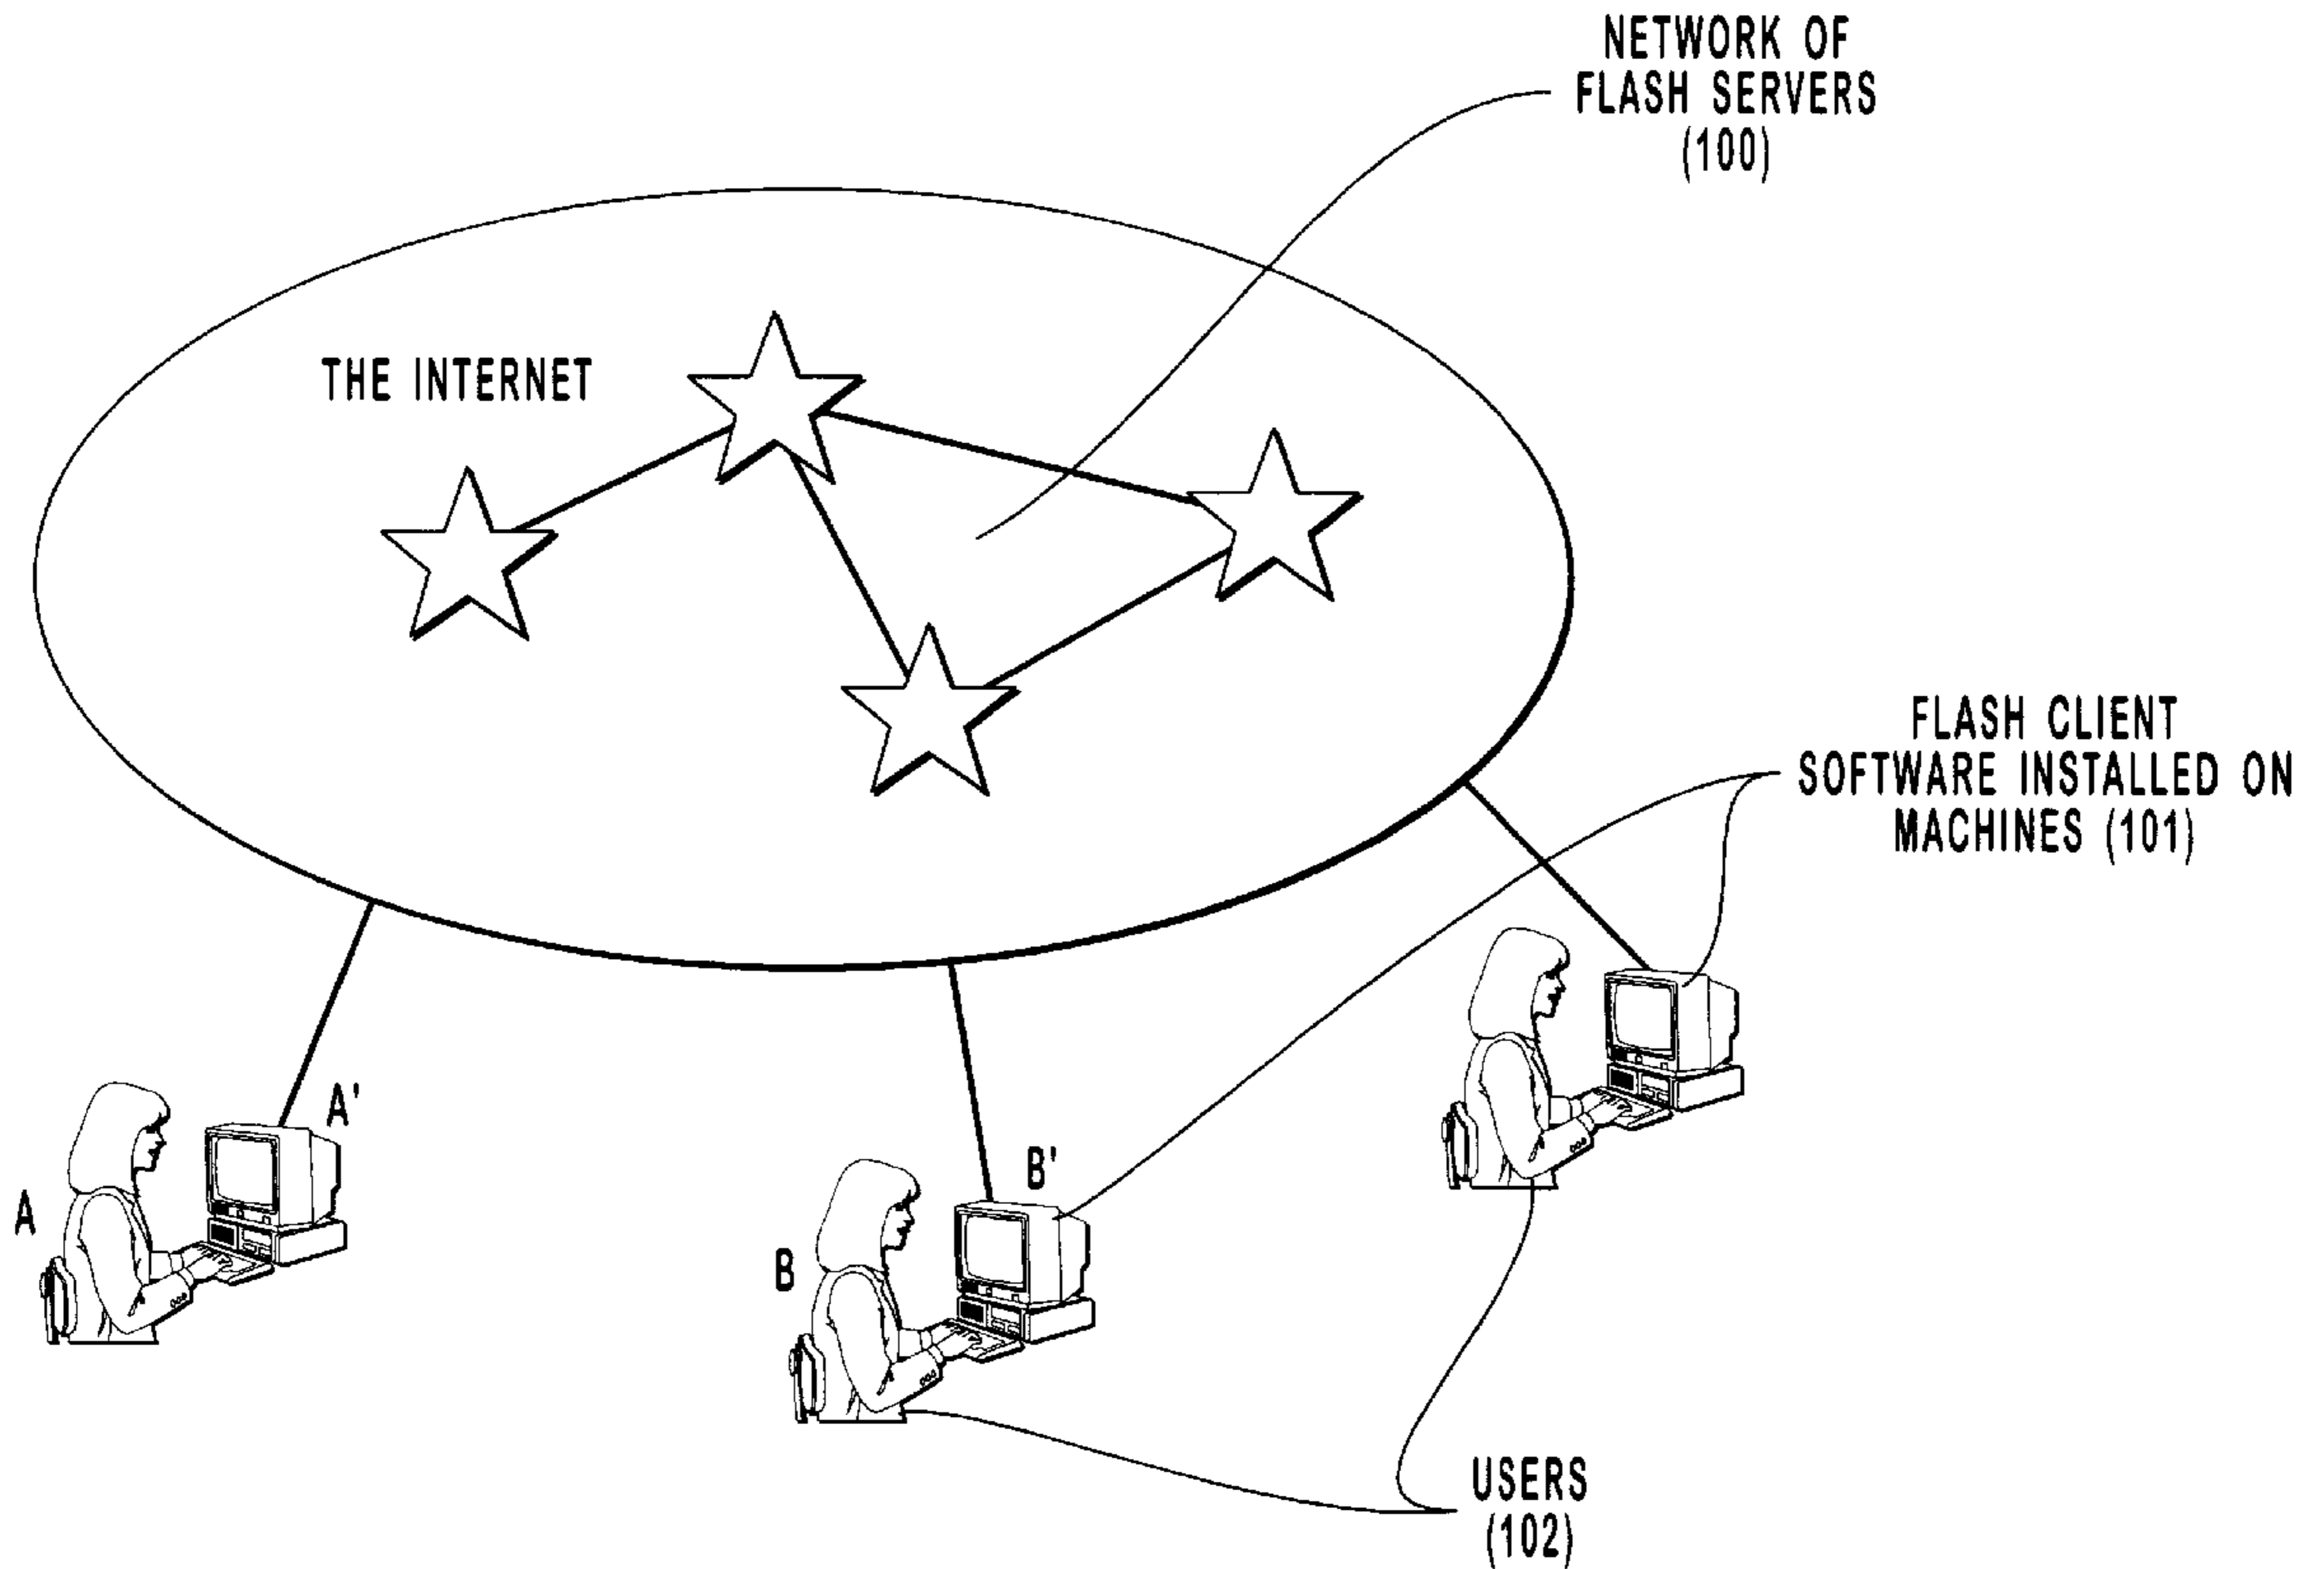 NETWORK OF
FLASH SERVERS
(100)
THE INTERNET
FLASH CLIENT
SOFTWARE INSTALLED ON
MACHINES (101)
A'
A
B'
B
USERS
(102)